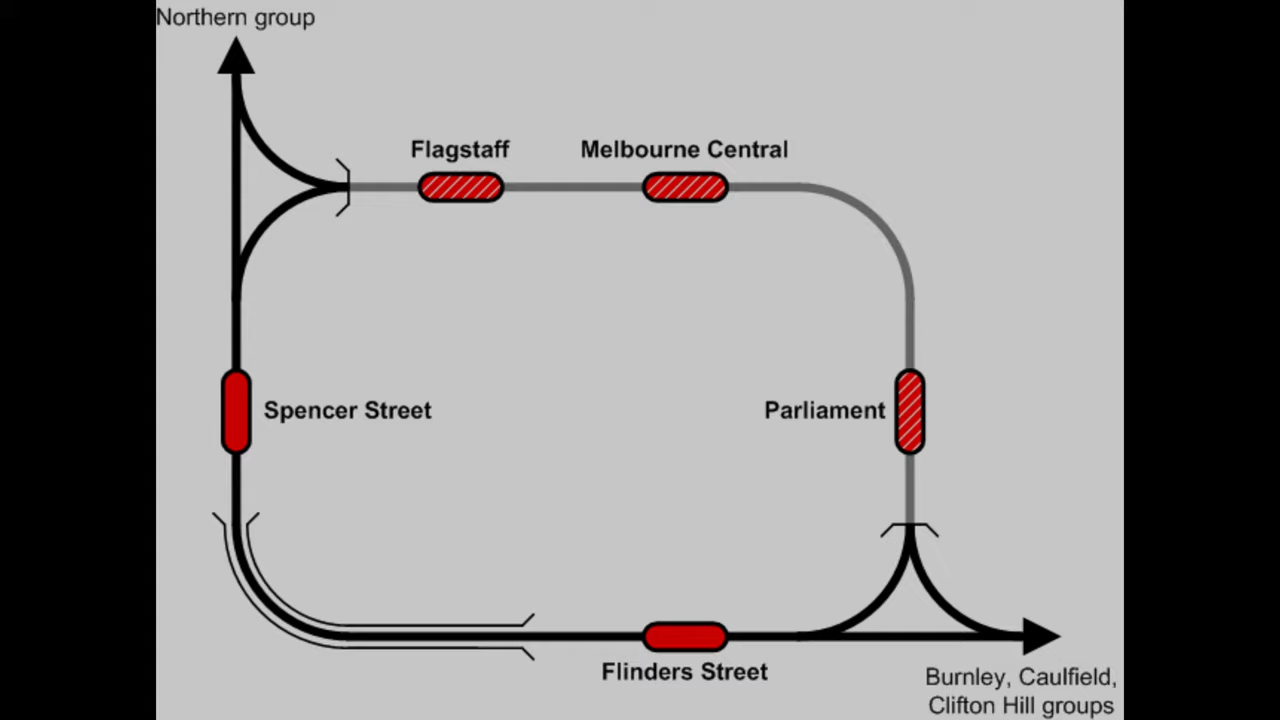 Northern group
Flagstaff
Melbourne Central
Spencer Street
Parliament
Flinders Street
Burnley, Caulfield,
Clifton Hill groups